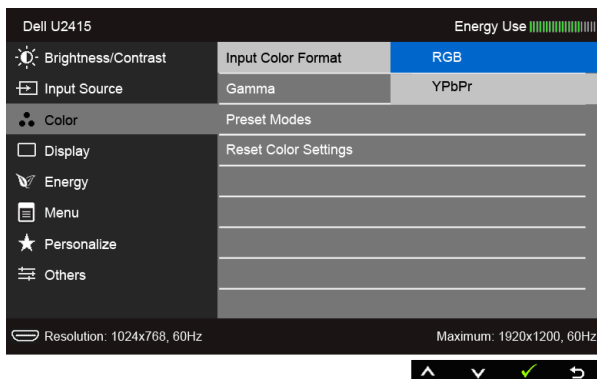 Dell U2415 Energy Use
Brightness/Contrast Input Color Format RGB
Input Source Gamma YPbPr
Color Preset Modes
Display Reset Color Settings
Energy
Menu
Personalize
Others
Resolution: 1024x768, 60Hz Maximum: 1920x1200, 60Hz